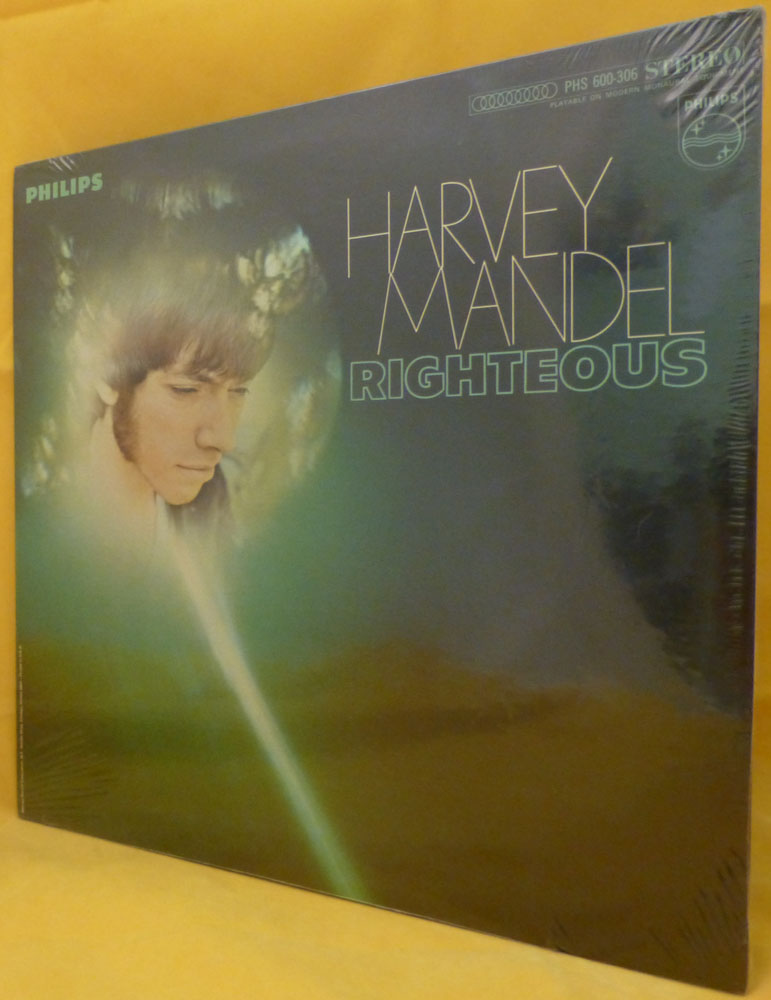 PHS 600-306 STEREO
PLAYABLE ON MODERN
PHILIPS
PHILIPS
HARVEY
MANDEL
RIGHTEOUS